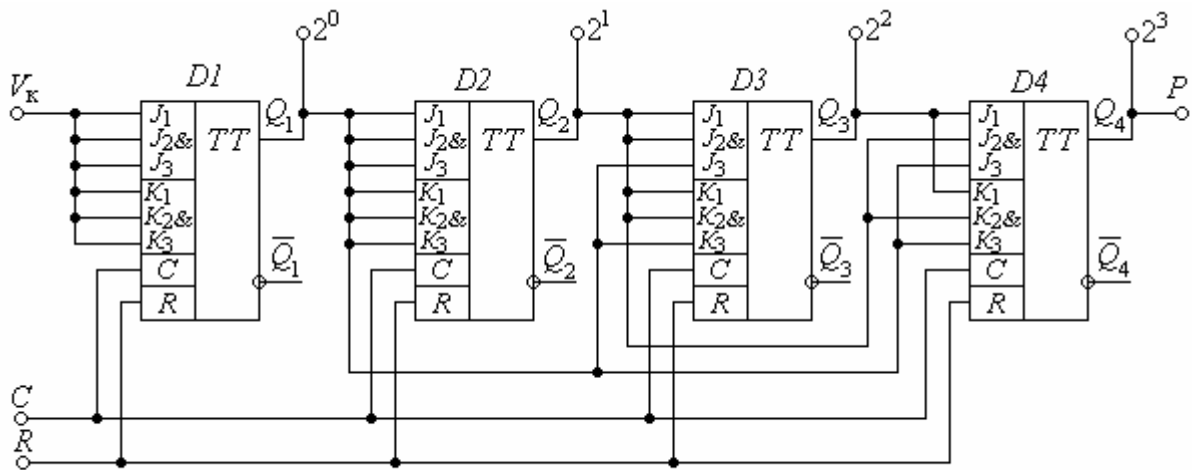 2⁰ 2¹ 2² 2³
D1 D2 D3 D4
Vк P
J₁ Q₁ J₁ Q₂ J₁ Q₃ J₁ Q₄
J₂& TT J₂& TT J₂& TT J₂& TT
J₃ J₃ J₃ J₃
K₁ K₁ K₁ K₁
K₂& K₂& K₂& K₂&
K₃ K₃ K₃ K₃
C Q̅₁ C Q̅₂ C Q̅₃ C Q̅₄
R R R R
C
R